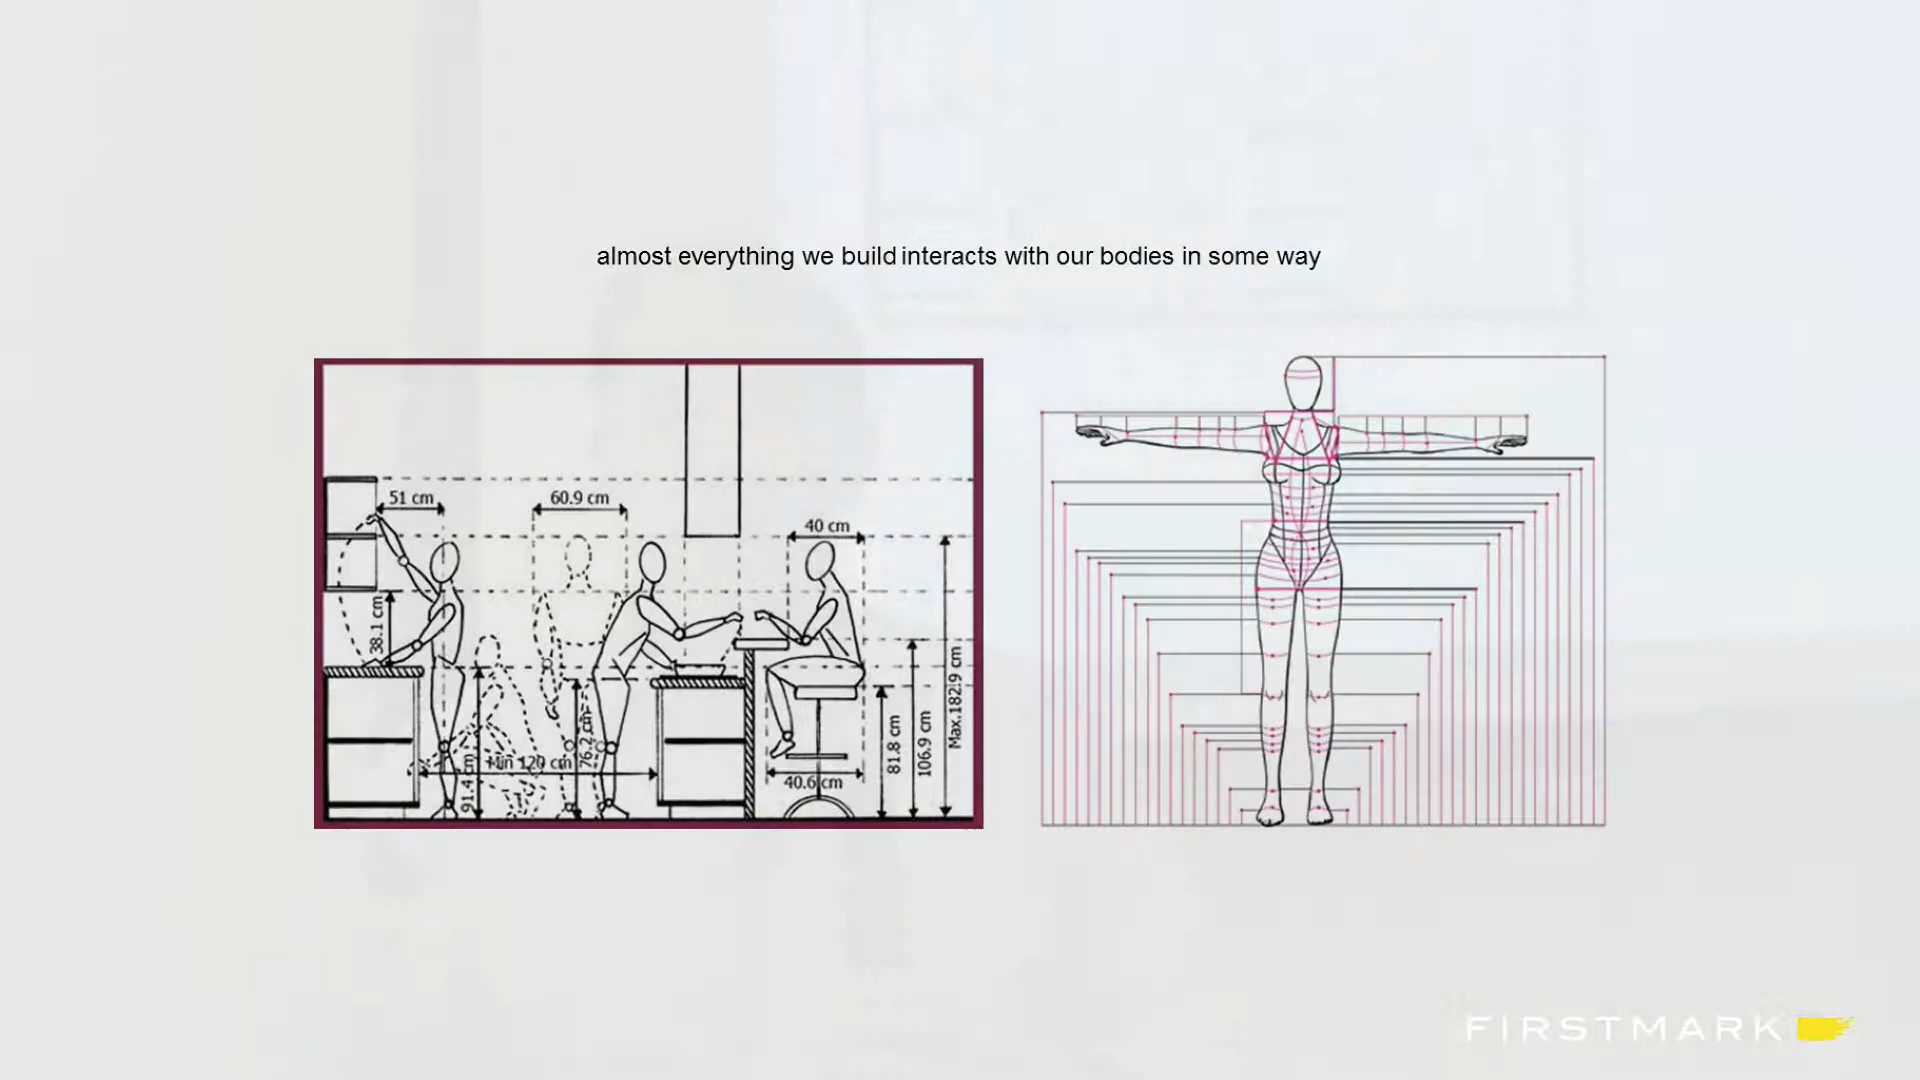 almost everything we build interacts with our bodies in some way
51 cm
60.9 cm
40 cm
38.1 cm
Min 120 cm
76.2 cm
91.4 cm
40.6 cm
81.8 cm
106.9 cm
Max.182.9 cm
FIRSTMARK